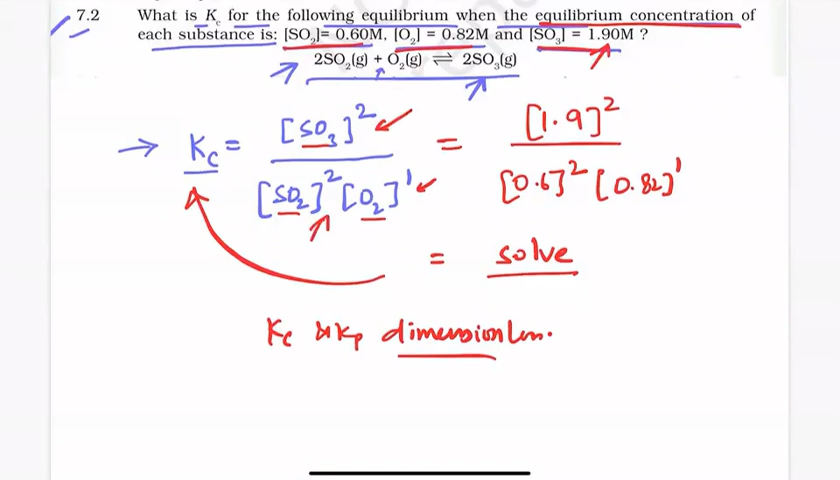 7.2 What is Kc for the following equilibrium when the equilibrium concentration of
each substance is: [SO₂]= 0.60M, [O₂] = 0.82M and [SO₃] = 1.90M ?
2SO₂(g) + O₂(g) ⇌ 2SO₃(g)
→ Kc = [SO₃]² / [SO₂]² [O₂]¹ = [1.9]² / [0.6]² [0.82]¹
= solve
Kc & Kp dimensionless.